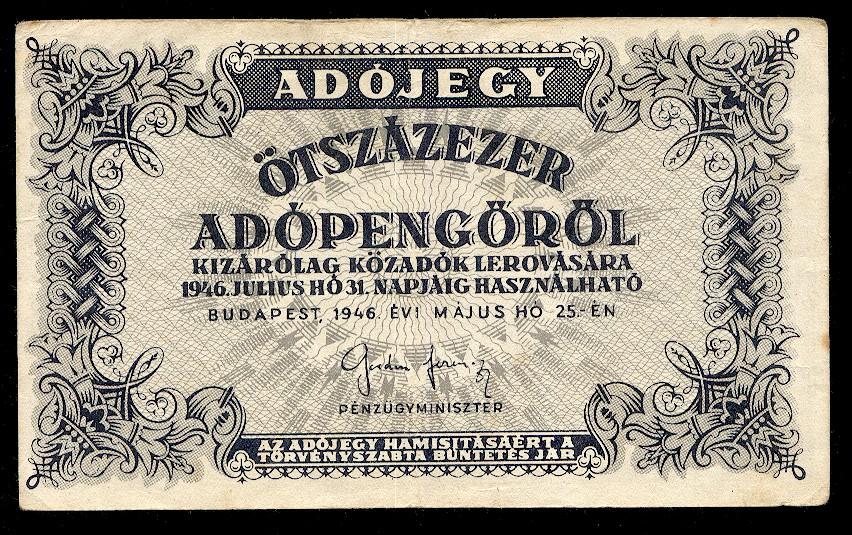 ADÓJEGY
ÖTSZÁZEZER
ADÓPENGŐRŐL
KIZÁRÓLAG KÖZADÓK LEROVÁSÁRA
1946. JULIUS HÓ 31. NAPJÁIG HASZNÁLHATÓ
BUDAPEST, 1946. ÉVI MÁJUS HÓ 25.-ÉN
PÉNZÜGYMINISZTER
AZ ADÓJEGY HAMISITÁSAÉRT A
TÖRVÉNYSZABTA BÜNTETÉS JÁR